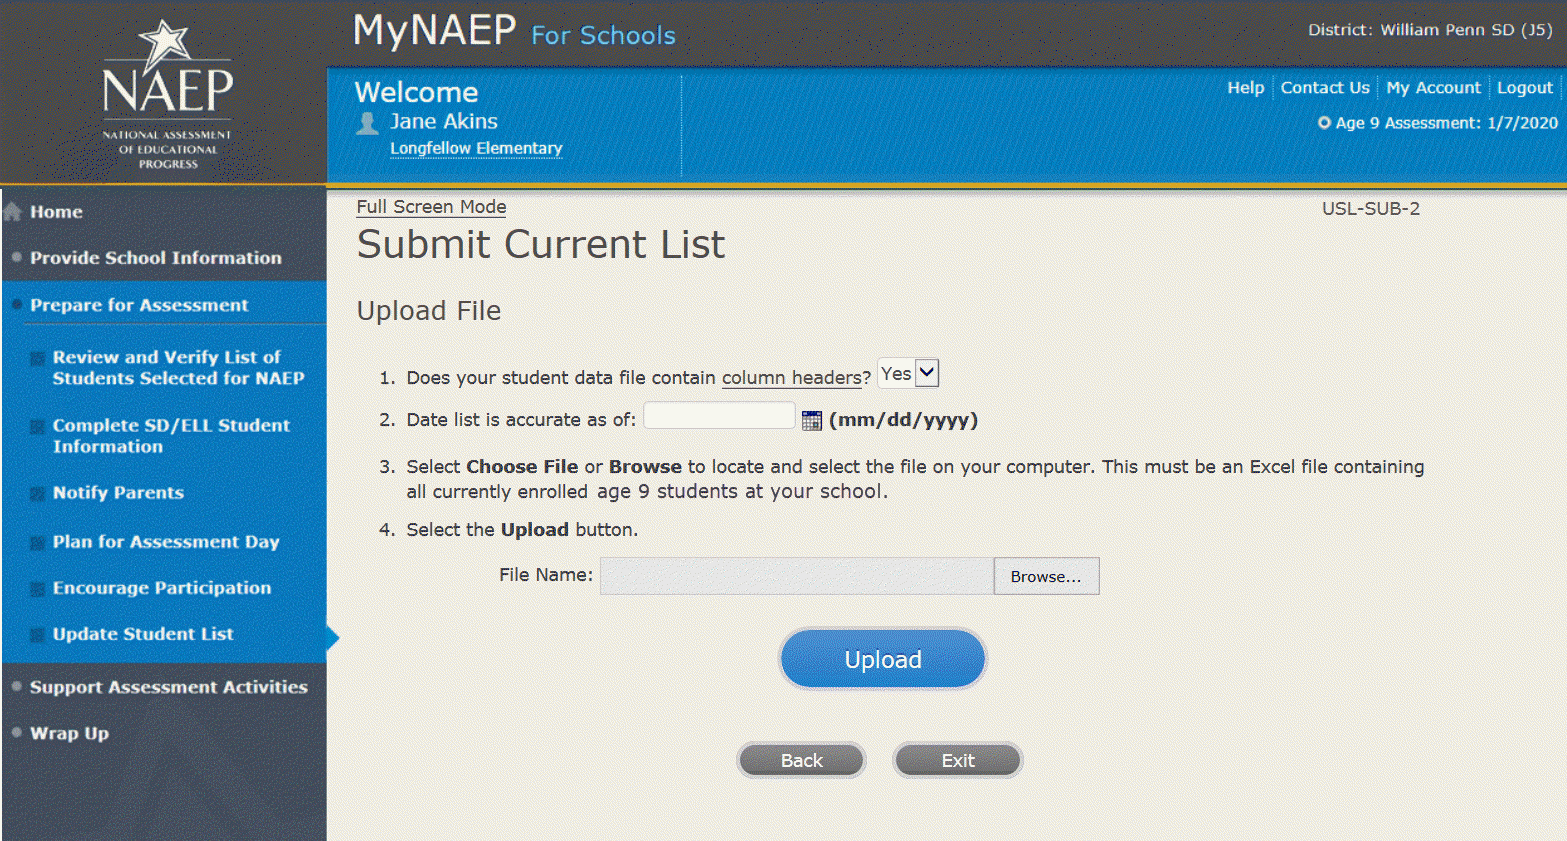 NAEP
NATIONAL ASSESSMENT
OF EDUCATIONAL
PROGRESS
MyNAEP For Schools
District: William Penn SD (J5)
Welcome
Jane Akins
Longfellow Elementary
Help Contact Us My Account Logout
Age 9 Assessment: 1/7/2020
Home
Provide School Information
Prepare for Assessment
Review and Verify List of
Students Selected for NAEP
Complete SD/ELL Student
Information
Notify Parents
Plan for Assessment Day
Encourage Participation
Update Student List
Support Assessment Activities
Wrap Up
Full Screen Mode
USL-SUB-2
Submit Current List
Upload File
1. Does your student data file contain column headers? Yes
2. Date list is accurate as of: (mm/dd/yyyy)
3. Select Choose File or Browse to locate and select the file on your computer. This must be an Excel file containing
all currently enrolled age 9 students at your school.
4. Select the Upload button.
File Name: Browse...
Upload
Back Exit